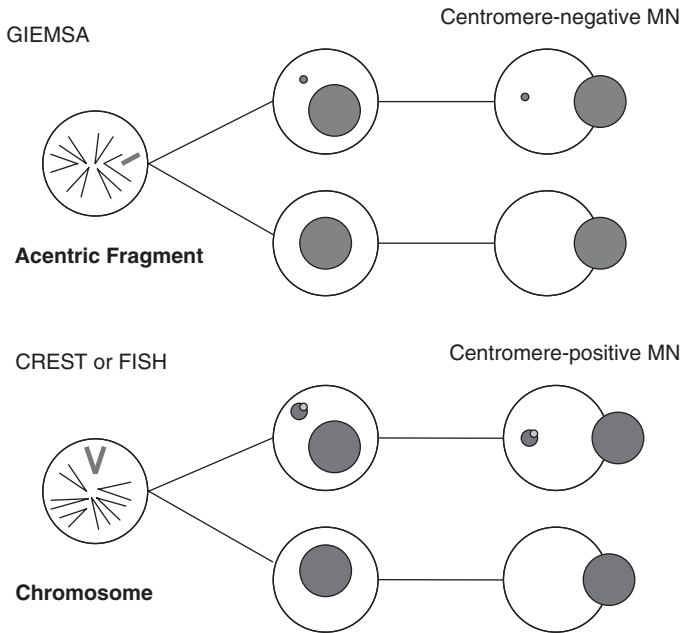 Centromere-negative MN
GIEMSA
Acentric Fragment
Centromere-positive MN
CREST or FISH
Chromosome